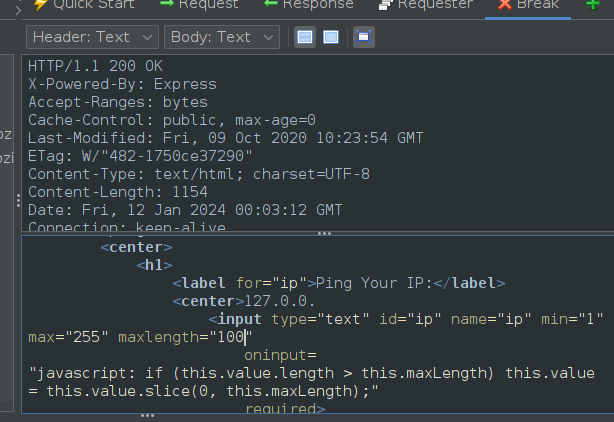 Quick Start Request Response Requester Break
Header: Text Body: Text
HTTP/1.1 200 OK
X-Powered-By: Express
Accept-Ranges: bytes
Cache-Control: public, max-age=0
Last-Modified: Fri, 09 Oct 2020 10:23:54 GMT
ETag: W/"482-1750ce37290"
Content-Type: text/html; charset=UTF-8
Content-Length: 1154
Date: Fri, 12 Jan 2024 00:03:12 GMT
Connection: keep-alive
<center>
<h1>
<label for="ip">Ping Your IP:</label>
<center>127.0.0.
<input type="text" id="ip" name="ip" min="1"
max="255" maxlength="100"
oninput=
"javascript: if (this.value.length > this.maxLength) this.value
= this.value.slice(0, this.maxLength);"
required>